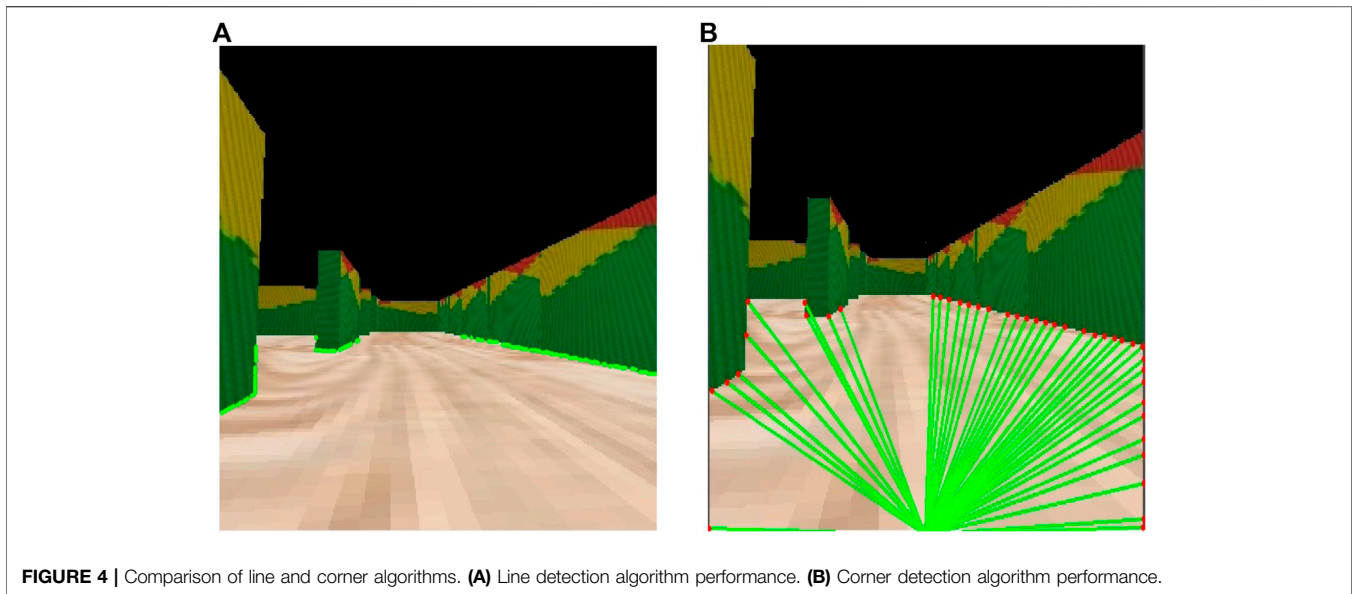 A
B
FIGURE 4 | Comparison of line and corner algorithms. (A) Line detection algorithm performance. (B) Corner detection algorithm performance.